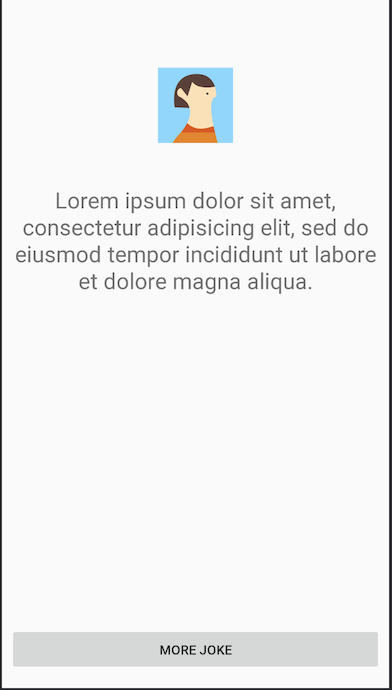 Lorem ipsum dolor sit amet,
consectetur adipisicing elit, sed do
eiusmod tempor incididunt ut labore
et dolore magna aliqua.
MORE JOKE